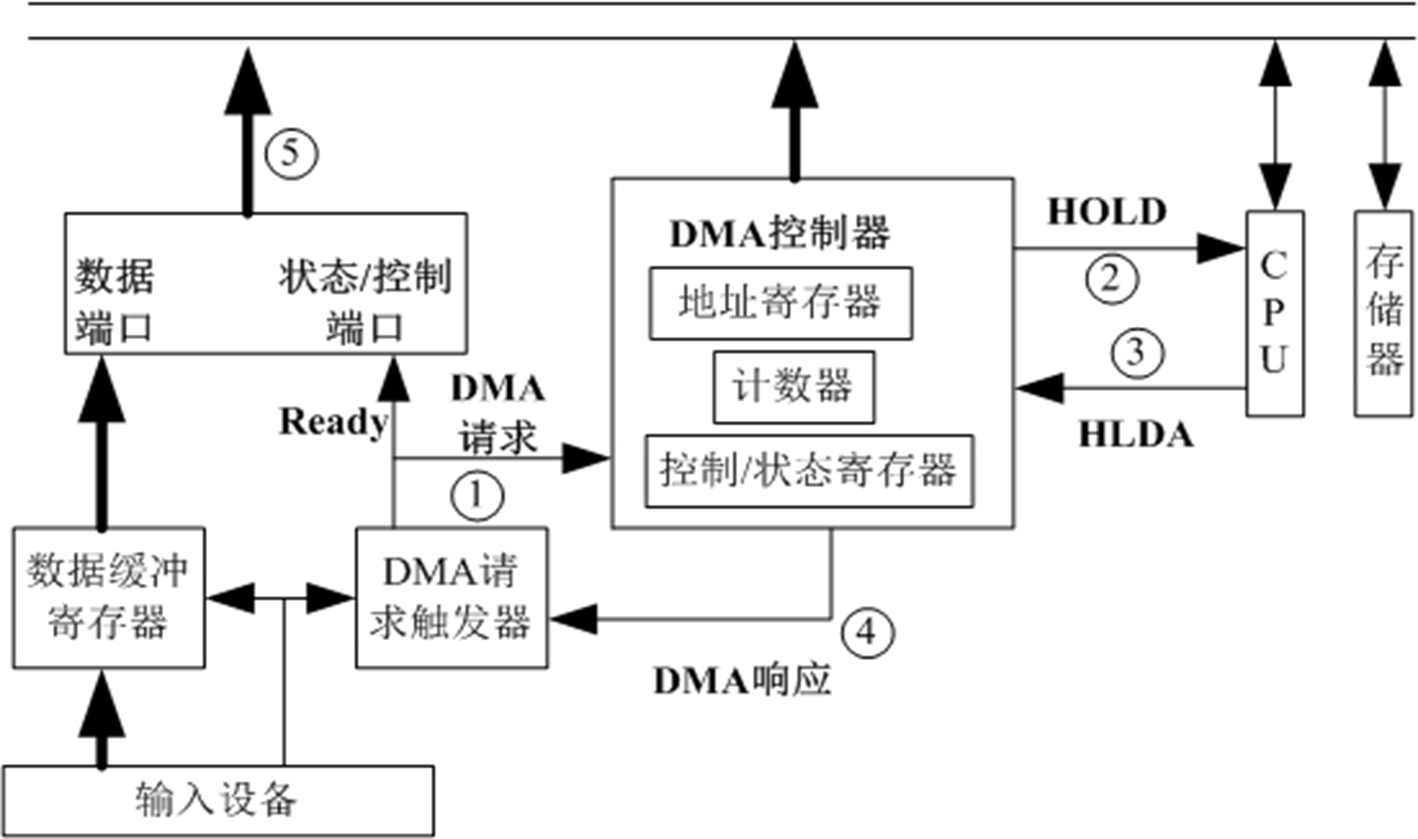 ⑤
DMA控制器
HOLD
②
C
P
U
存
储
器
数据
端口
状态/控制
端口
地址寄存器
③
计数器
HLDA
Ready
DMA
请求
①
控制/状态寄存器
数据缓冲
寄存器
DMA请
求触发器
④
DMA响应
输入设备